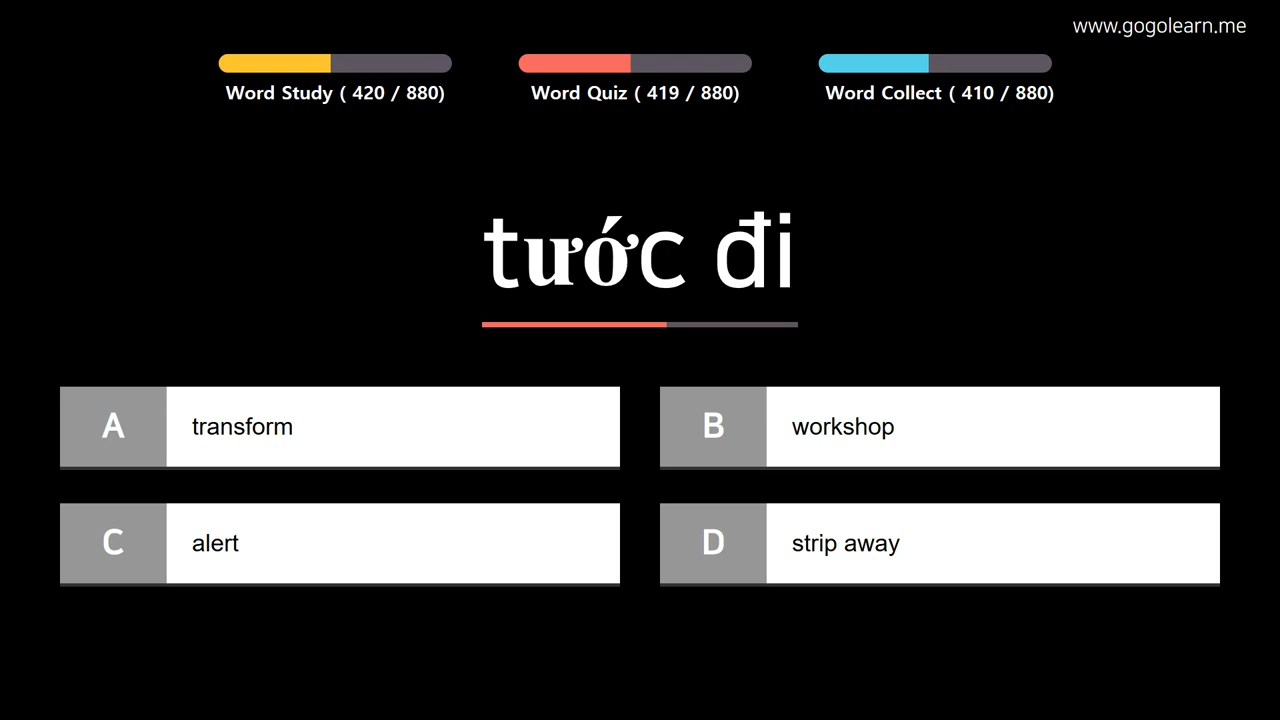 www.gogolearn.me
Word Study ( 420 / 880)
Word Quiz ( 419 / 880)
Word Collect ( 410 / 880)
tước đi
A transform
B workshop
C alert
D strip away